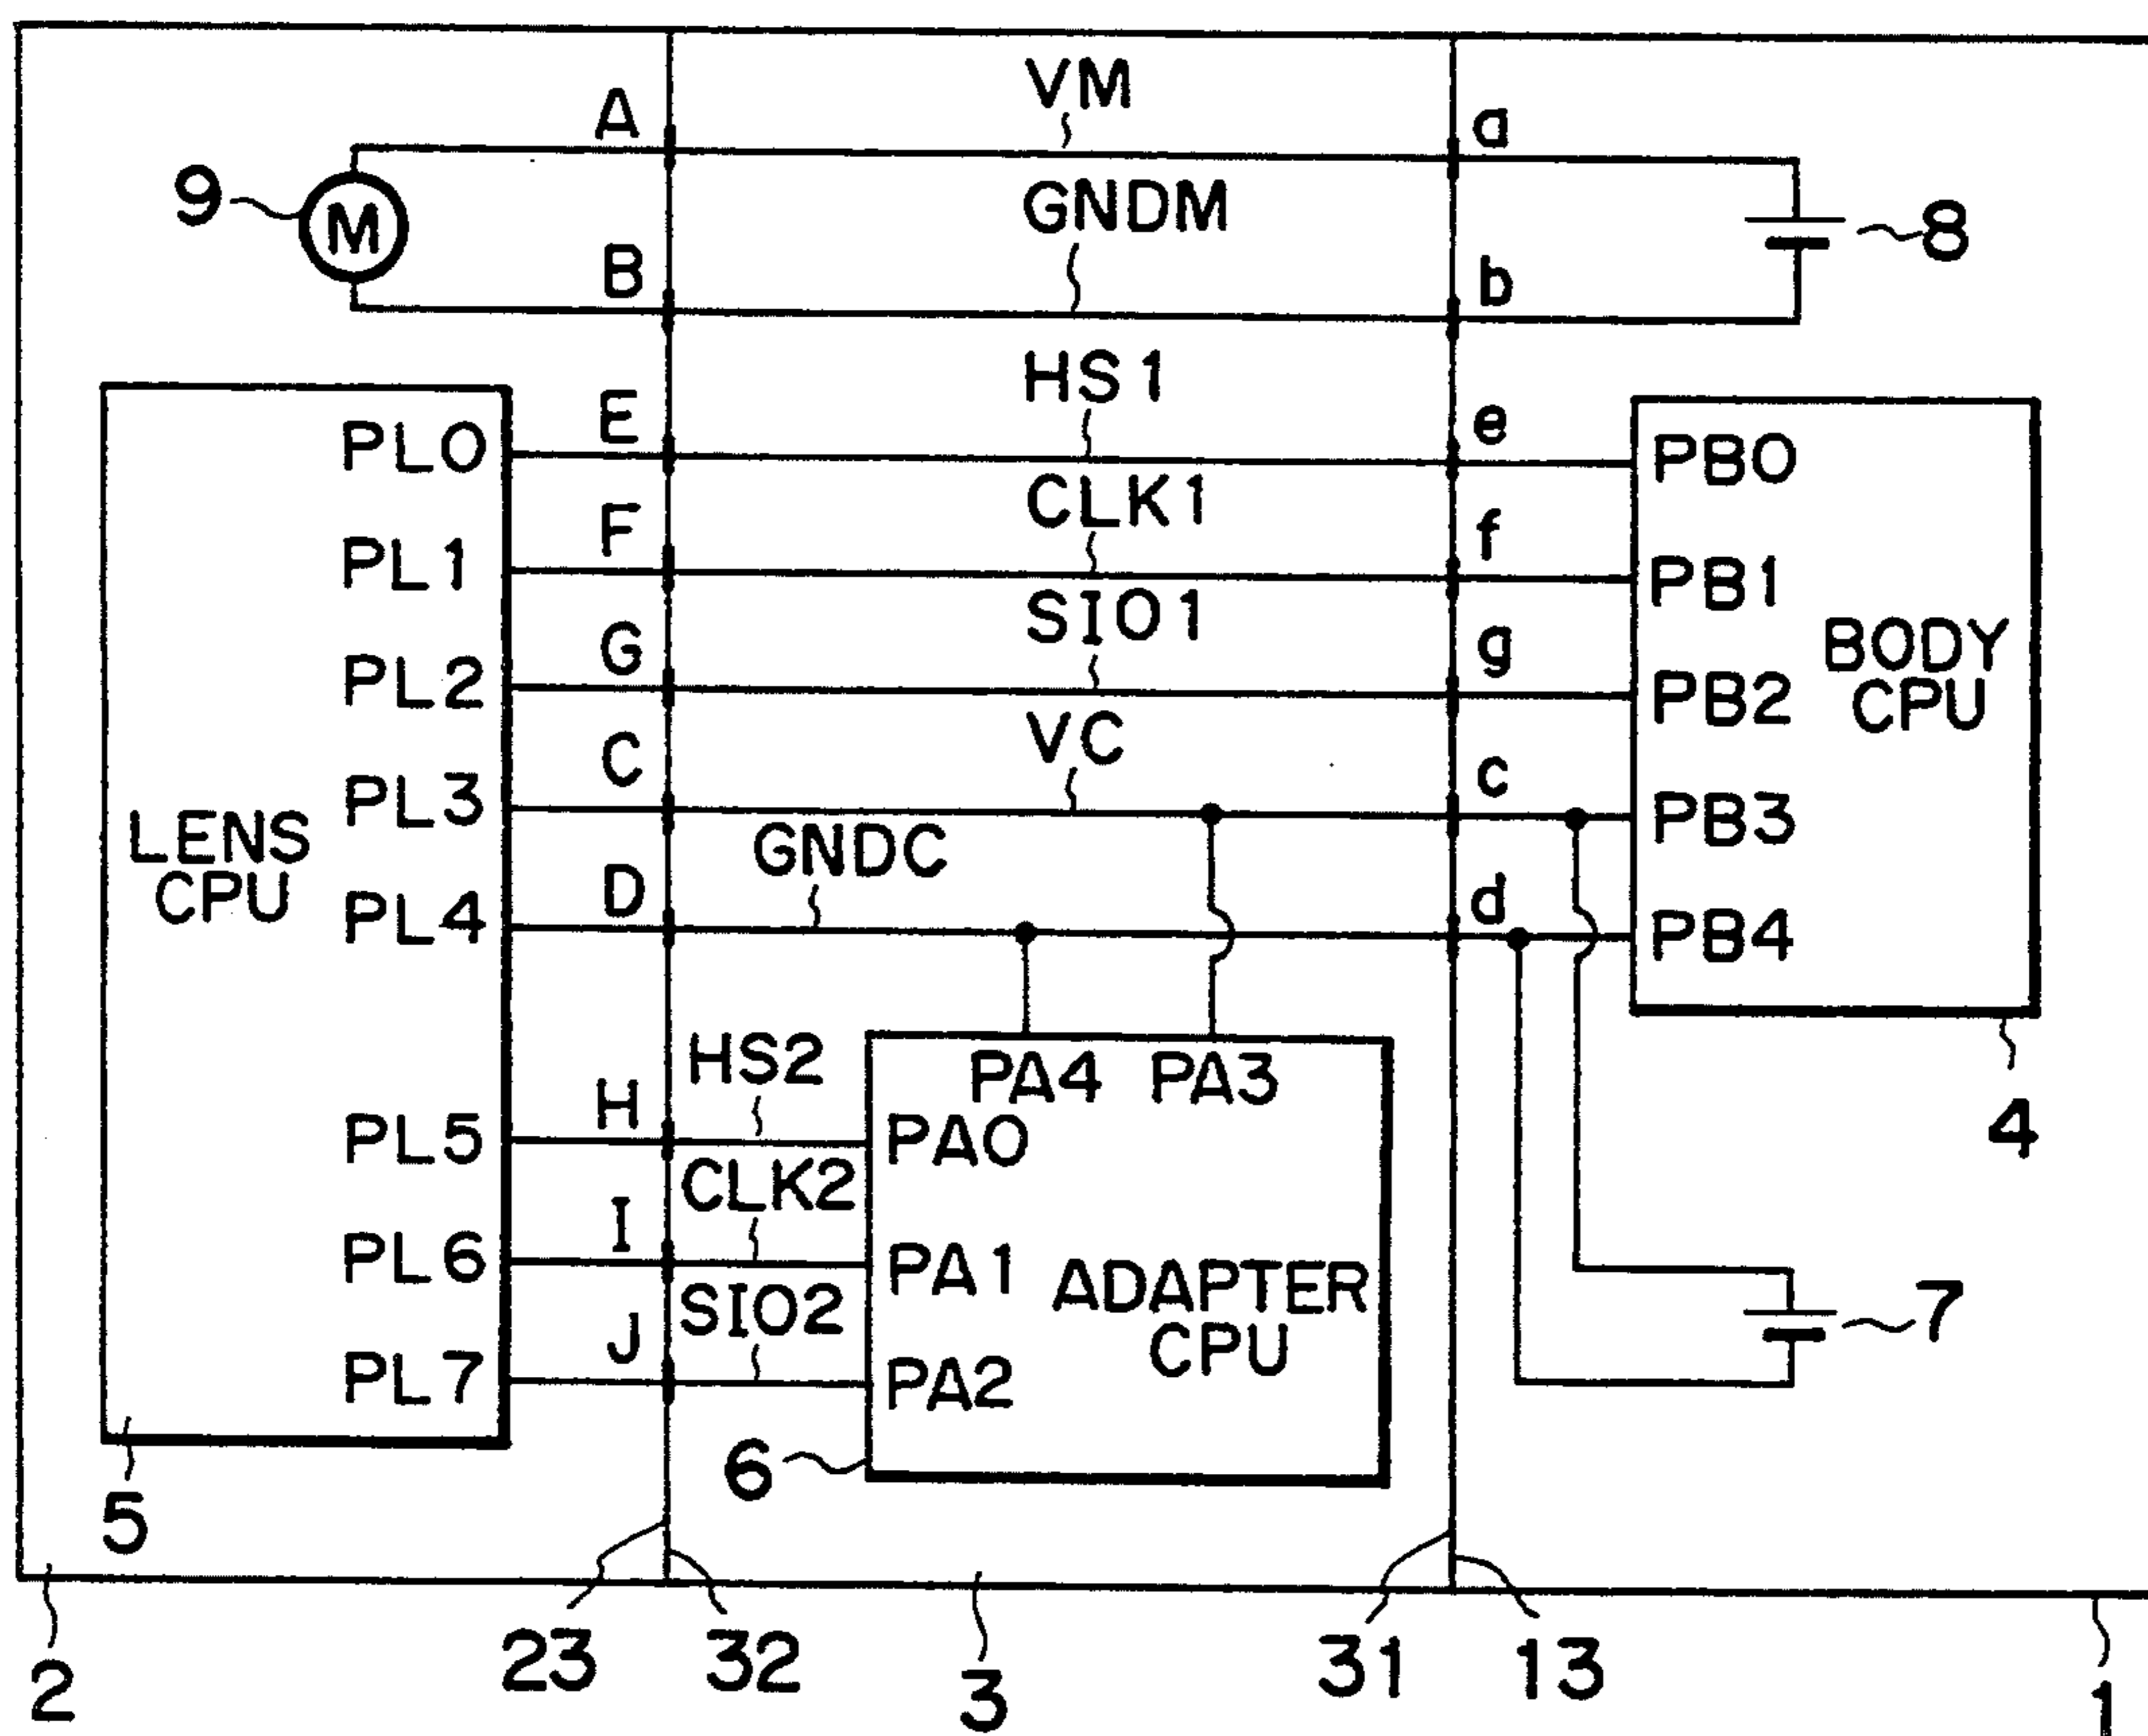 VM
A
a
9
M
GNDM
8
B
b
HS1
E
e
PL0
PB0
CLK1
F
f
PL1
PB1
SIO1
G
g
BODY
CPU
PL2
PB2
VC
C
c
PL3
PB3
LENS
CPU
GNDC
D
d
PL4
PB4
HS2
PA4 PA3
H
4
PL5
PA0
CLK2
I
PL6
PA1
ADAPTER
CPU
SIO2
7
J
PL7
PA2
6
5
23
32
31
13
2
3
1